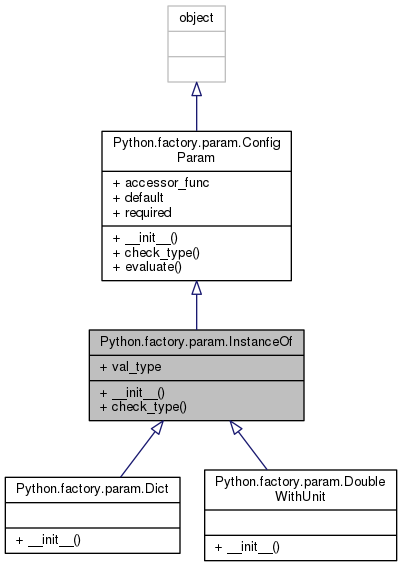 object
Python.factory.param.Config
Param
+ accessor_func
+ default
+ required
+ __init__()
+ check_type()
+ evaluate()
Python.factory.param.InstanceOf
+ val_type
+ __init__()
+ check_type()
Python.factory.param.Dict
+ __init__()
Python.factory.param.Double
WithUnit
+ __init__()